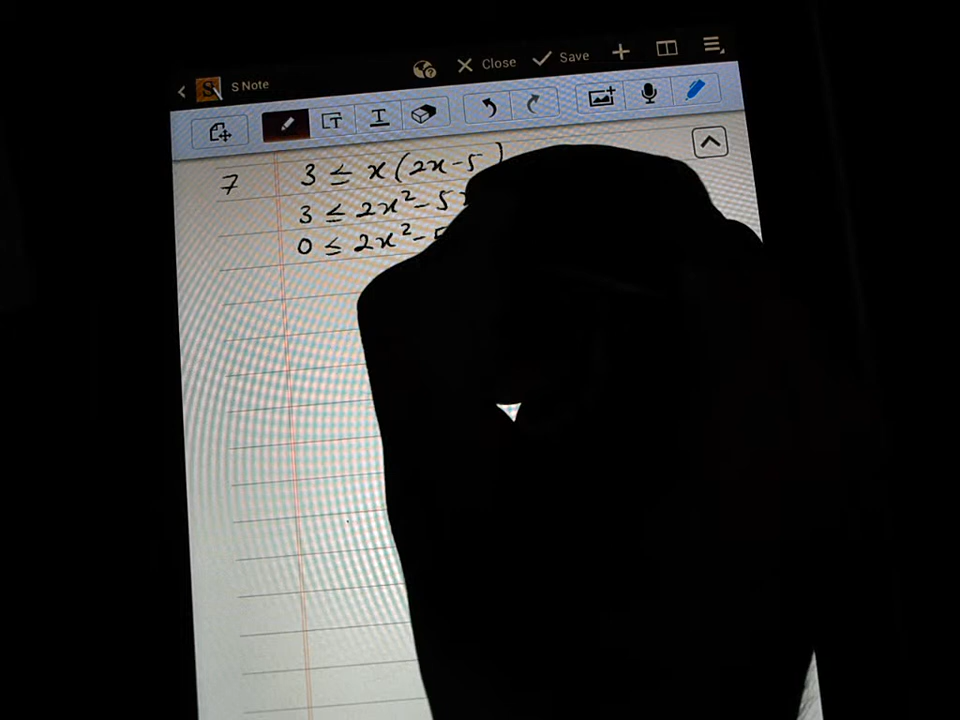 S Note
Close
Save
7 3 ≤ x(2x-5)
3 ≤ 2x² - 5
0 ≤ 2x² -